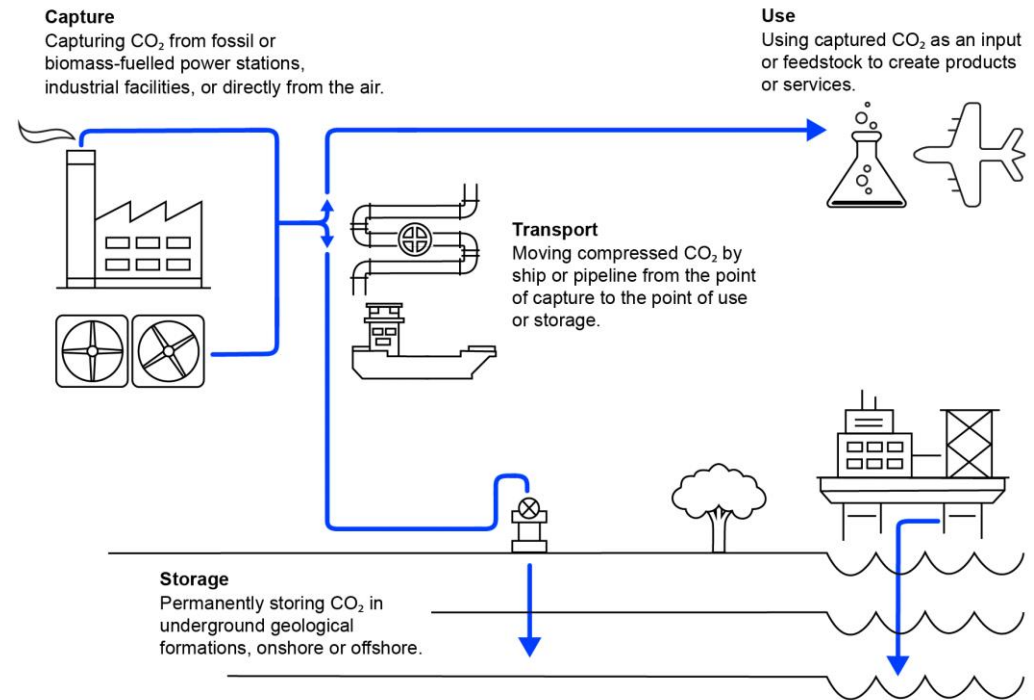 Capture
Capturing CO₂ from fossil or
biomass-fuelled power stations,
industrial facilities, or directly from the air.
Use
Using captured CO₂ as an input
or feedstock to create products
or services.
Transport
Moving compressed CO₂ by
ship or pipeline from the point
of capture to the point of use
or storage.
Storage
Permanently storing CO₂ in
underground geological
formations, onshore or offshore.